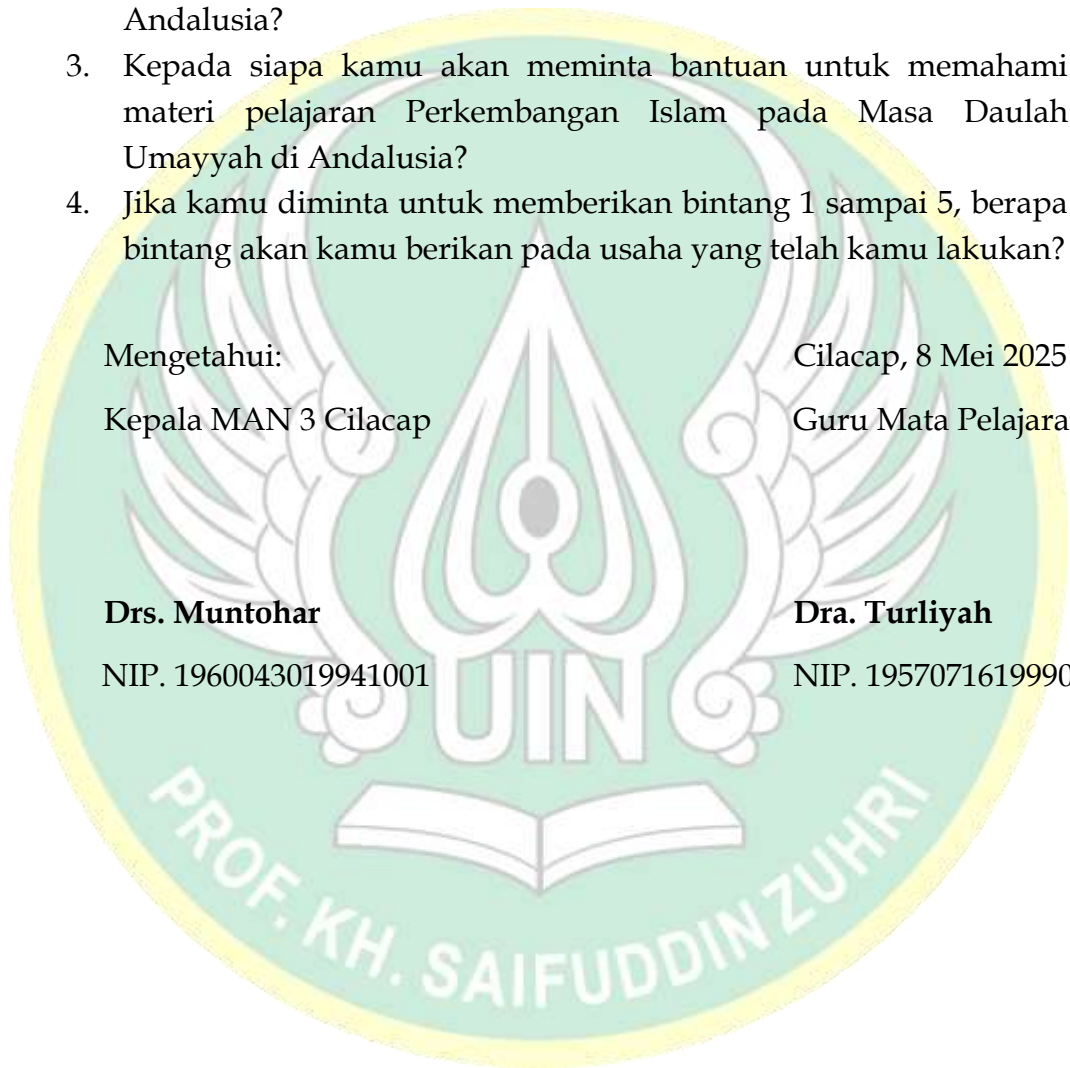 Andalusia?
3. Kepada siapa kamu akan meminta bantuan untuk memahami
materi pelajaran Perkembangan Islam pada Masa Daulah
Umayyah di Andalusia?
4. Jika kamu diminta untuk memberikan bintang 1 sampai 5, berapa
bintang akan kamu berikan pada usaha yang telah kamu lakukan?
Mengetahui: Cilacap, 8 Mei 2025
Kepala MAN 3 Cilacap Guru Mata Pelajara
Drs. Muntohar Dra. Turliyah
NIP. 1960043019941001 NIP. 1957071619990
UIN
PROF. KH. SAIFUDDIN ZUHRI